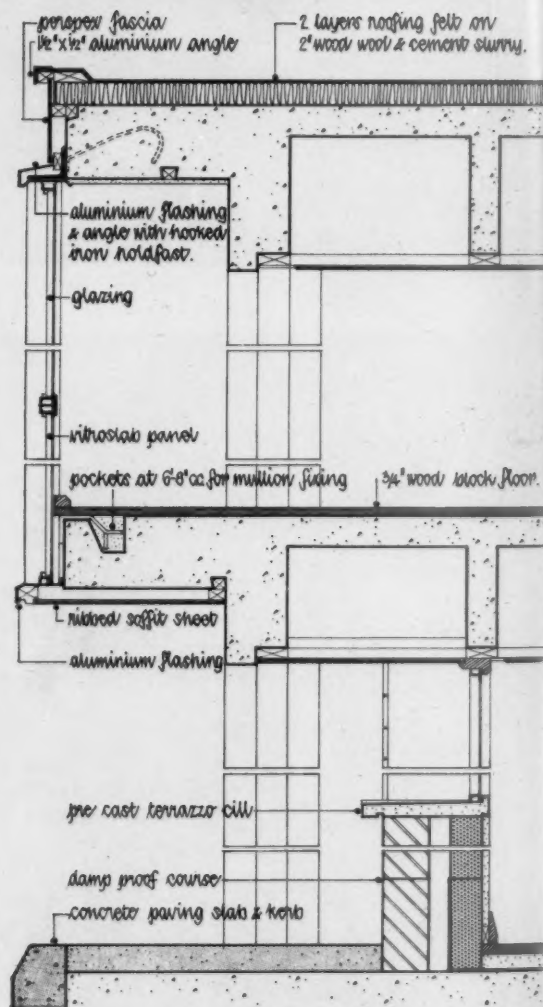 perspex fascia
1½" x ½" aluminium angle
2 layers roofing felt on
2" wood wool & cement slurry.
aluminium flashing
& angle with hooked
iron holdfast.
glazing
vitroslab panel
pockets at 6'-8" cc for mullion fixing
¾" wood block floor.
ribbed soffit sheet
aluminium flashing
pre cast terrazzo cill
damp proof course
concrete paving slab & kerb